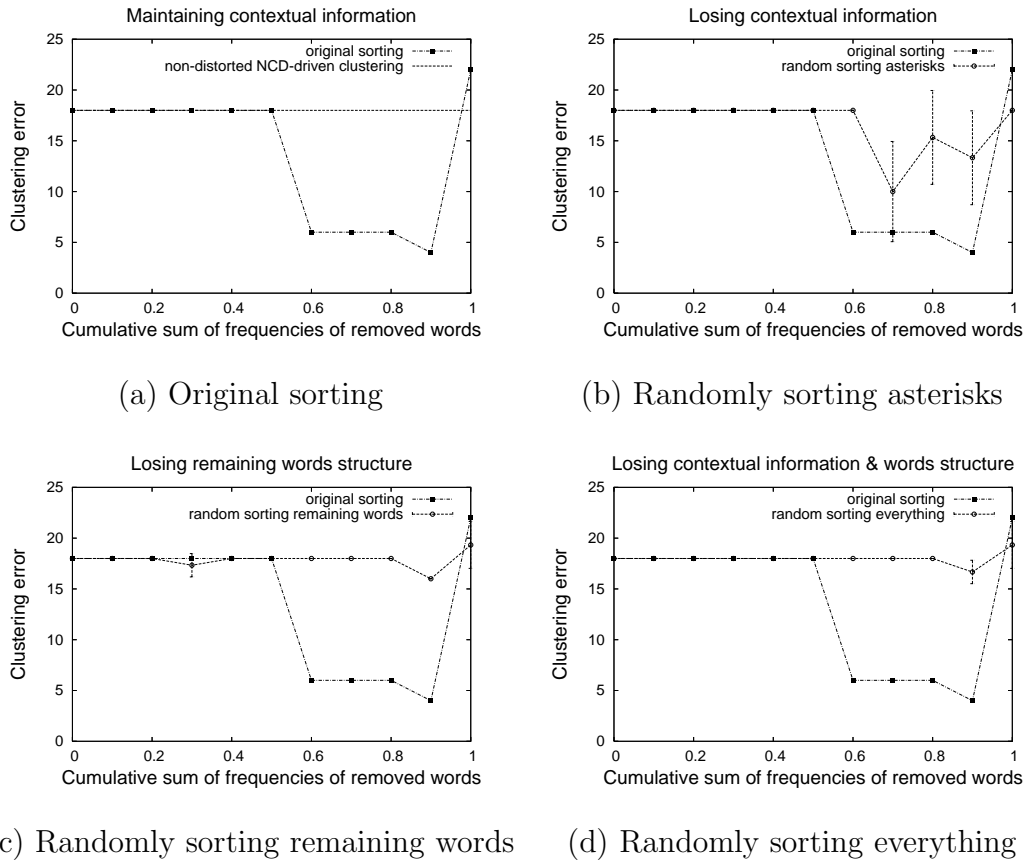 Maintaining contextual information
25
20
15
10
5
0
Clustering error
original sorting
non-distorted NCD-driven clustering
0 0.2 0.4 0.6 0.8 1
Cumulative sum of frequencies of removed words
(a) Original sorting
Losing contextual information
25
20
15
10
5
0
Clustering error
original sorting
random sorting asterisks
0 0.2 0.4 0.6 0.8 1
Cumulative sum of frequencies of removed words
(b) Randomly sorting asterisks
Losing remaining words structure
25
20
15
10
5
0
Clustering error
original sorting
random sorting remaining words
0 0.2 0.4 0.6 0.8 1
Cumulative sum of frequencies of removed words
c) Randomly sorting remaining words
Losing contextual information & words structure
25
20
15
10
5
0
Clustering error
original sorting
random sorting everything
0 0.2 0.4 0.6 0.8 1
Cumulative sum of frequencies of removed words
(d) Randomly sorting everything